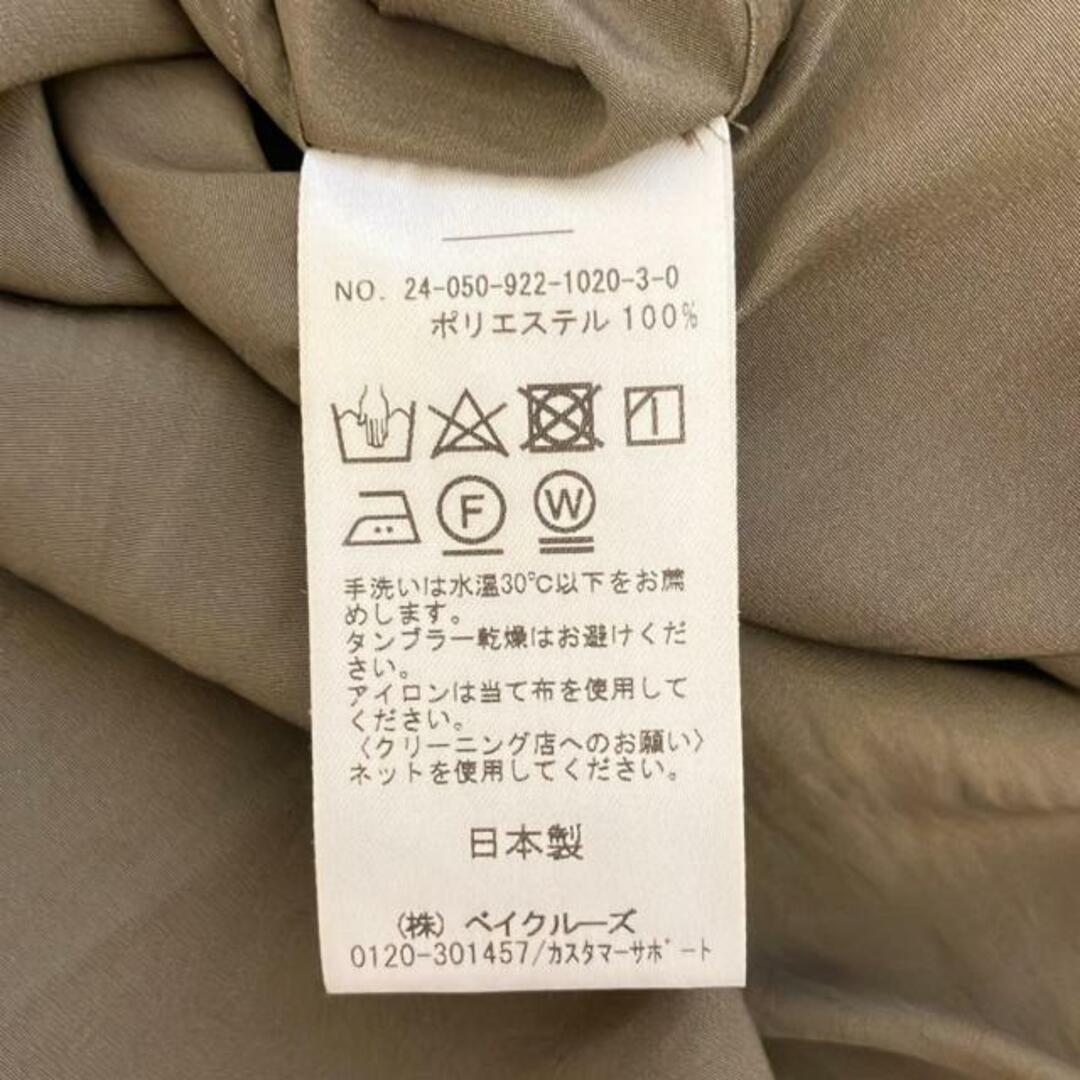 NO. 24-050-922-1020-3-0
ポリエステル 100%
F W
手洗いは水温30℃以下をお薦
めします。
タンブラー乾燥はお避けくだ
さい。
アイロンは当て布を使用して
ください。
〈クリーニング店へのお願い〉
ネットを使用してください。
日本製
(株) ベイクルーズ
0120-301457/カスタマーサポート